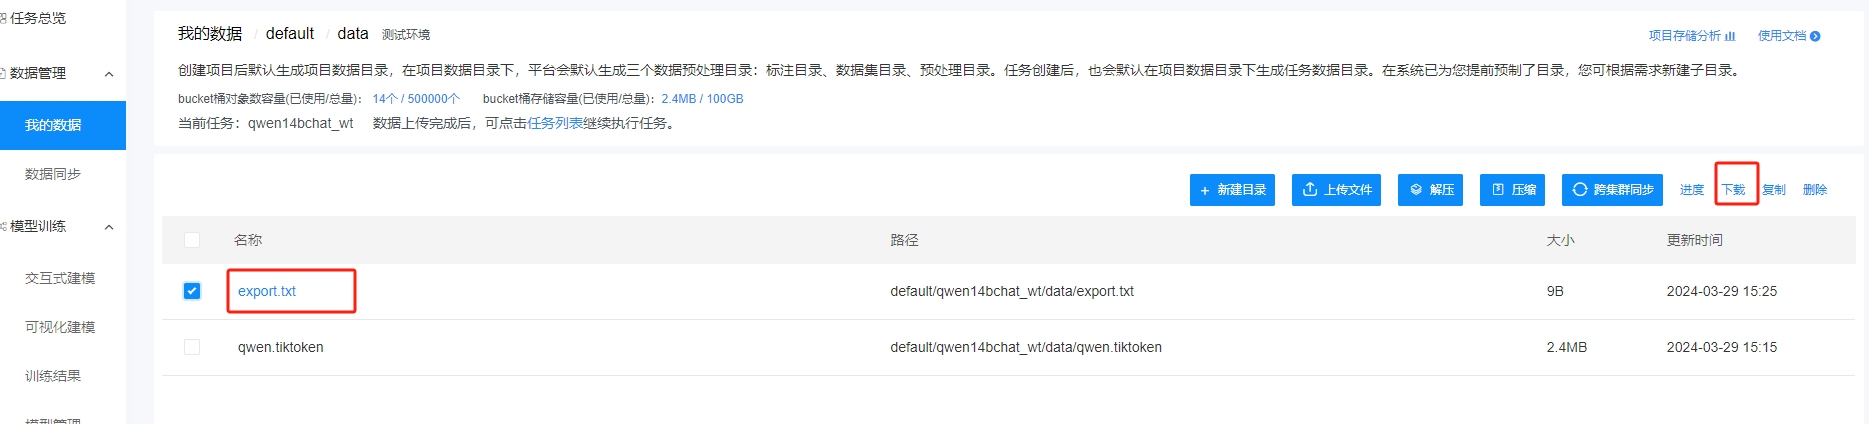 任务总览
数据管理
我的数据
数据同步
模型训练
交互式建模
可视化建模
训练结果
模型管理
我的数据 / default / data 测试环境
项目存储分析 使用文档
创建项目后默认生成项目数据目录，在项目数据目录下，平台会默认生成三个数据预处理目录：标注目录、数据集目录、预处理目录。任务创建后，也会默认在项目数据目录下生成任务数据目录。在系统已为您提前预制了目录，您可根据需求新建子目录。
bucket桶对象数容量(已使用/总量)： 14个 / 500000个 bucket桶存储容量(已使用/总量)： 2.4MB / 100GB
当前任务：qwen14bchat_wt 数据上传完成后，可点击任务列表继续执行任务。
+ 新建目录 上传文件 解压 压缩 跨集群同步 进度 下载 复制 删除
名称 路径 大小 更新时间
export.txt default/qwen14bchat_wt/data/export.txt 9B 2024-03-29 15:25
qwen.tiktoken default/qwen14bchat_wt/data/qwen.tiktoken 2.4MB 2024-03-29 15:15